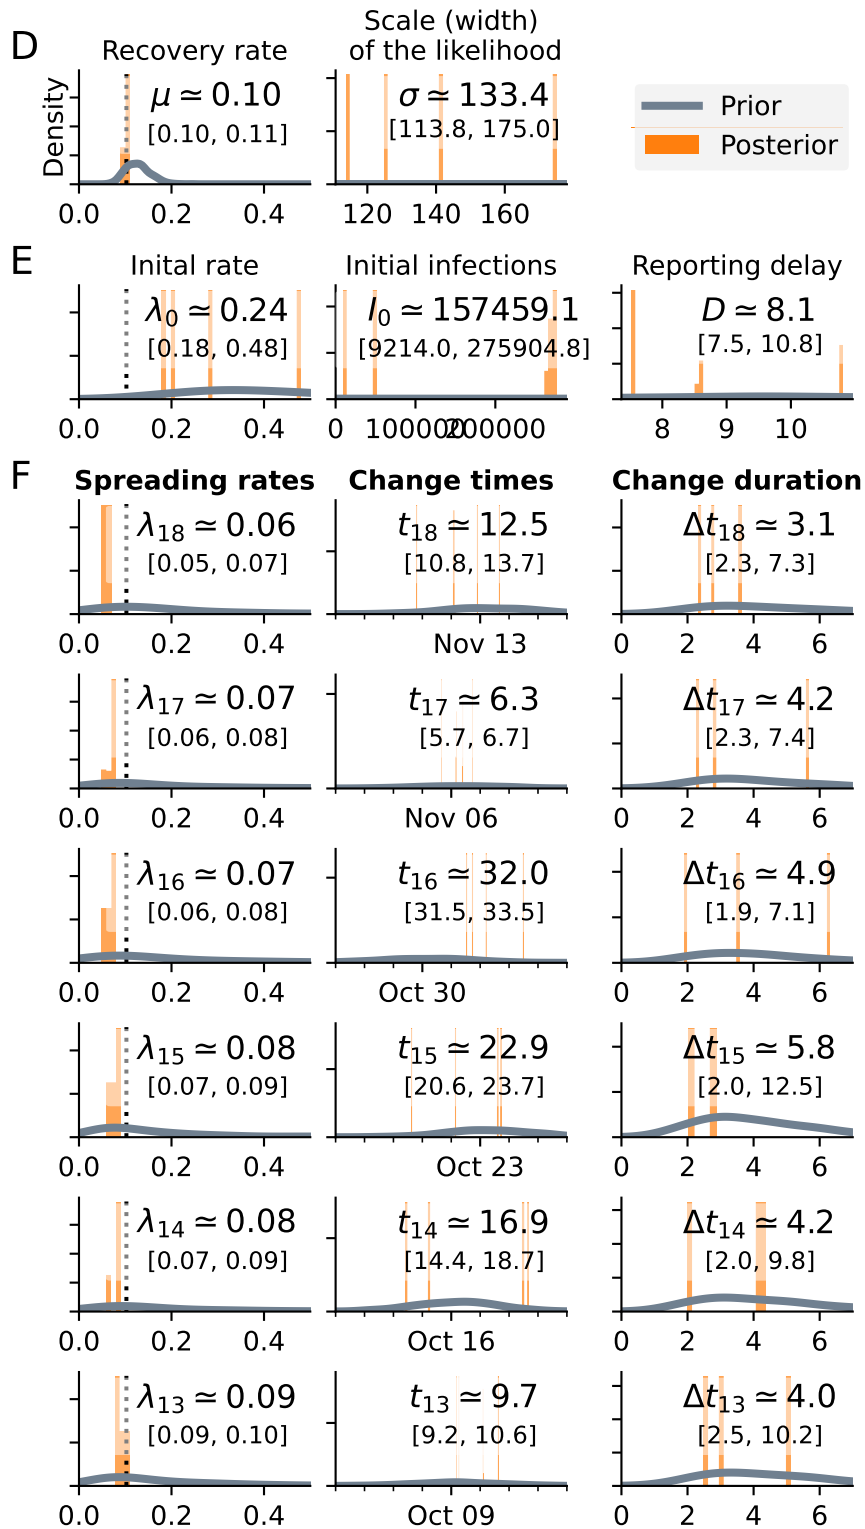 D
Recovery rate
Scale (width)
of the likelihood
Density
μ ≃ 0.10
[0.10, 0.11]
0.0 0.2 0.4
σ ≃ 133.4
[113.8, 175.0]
120 140 160
Prior
Posterior
E
Inital rate
λ0 ≃ 0.24
[0.18, 0.48]
0.0 0.2 0.4
Initial infections
I0 ≃ 157459.1
[9214.0, 275904.8]
0 100000 200000
Reporting delay
D ≃ 8.1
[7.5, 10.8]
8 9 10
F
Spreading rates Change times Change duration
λ18 ≃ 0.06
[0.05, 0.07]
0.0 0.2 0.4
t18 ≃ 12.5
[10.8, 13.7]
Nov 13
Δt18 ≃ 3.1
[2.3, 7.3]
0 2 4 6
λ17 ≃ 0.07
[0.06, 0.08]
0.0 0.2 0.4
t17 ≃ 6.3
[5.7, 6.7]
Nov 06
Δt17 ≃ 4.2
[2.3, 7.4]
0 2 4 6
λ16 ≃ 0.07
[0.06, 0.08]
0.0 0.2 0.4
t16 ≃ 32.0
[31.5, 33.5]
Oct 30
Δt16 ≃ 4.9
[1.9, 7.1]
0 2 4 6
λ15 ≃ 0.08
[0.07, 0.09]
0.0 0.2 0.4
t15 ≃ 22.9
[20.6, 23.7]
Oct 23
Δt15 ≃ 5.8
[2.0, 12.5]
0 2 4 6
λ14 ≃ 0.08
[0.07, 0.09]
0.0 0.2 0.4
t14 ≃ 16.9
[14.4, 18.7]
Oct 16
Δt14 ≃ 4.2
[2.0, 9.8]
0 2 4 6
λ13 ≃ 0.09
[0.09, 0.10]
0.0 0.2 0.4
t13 ≃ 9.7
[9.2, 10.6]
Oct 09
Δt13 ≃ 4.0
[2.5, 10.2]
0 2 4 6